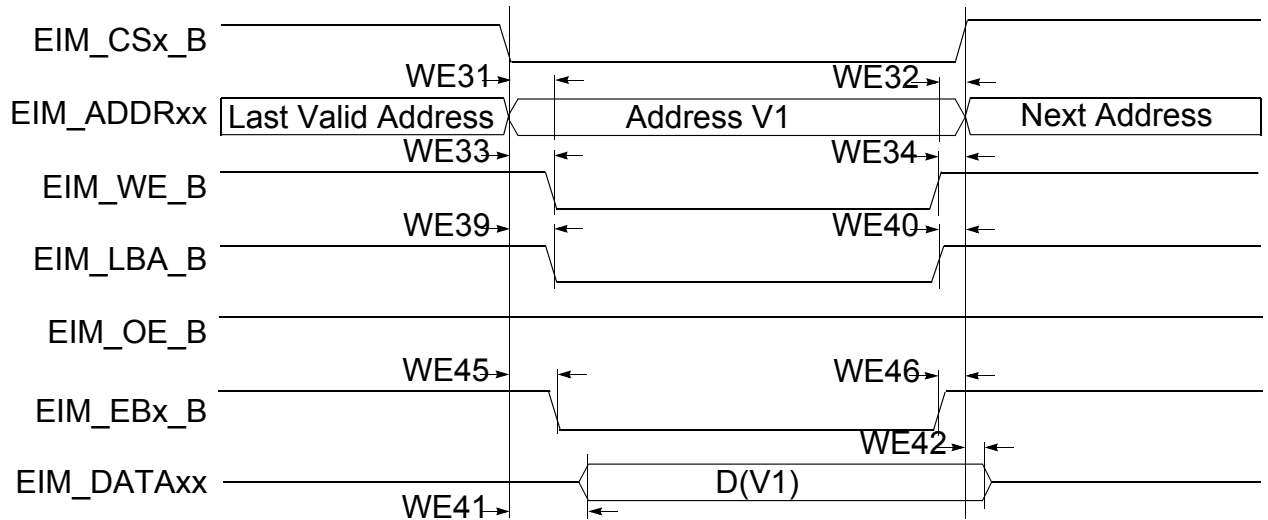 EIM_CSx_B
WE31 WE32
EIM_ADDRxx Last Valid Address Address V1 Next Address
WE33 WE34
EIM_WE_B
WE39 WE40
EIM_LBA_B
EIM_OE_B
WE45 WE46
EIM_EBx_B
WE42
EIM_DATAxx D(V1)
WE41